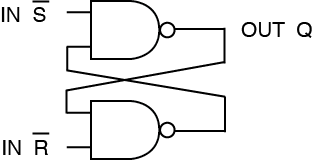 IN S̅
OUT Q
IN R̅